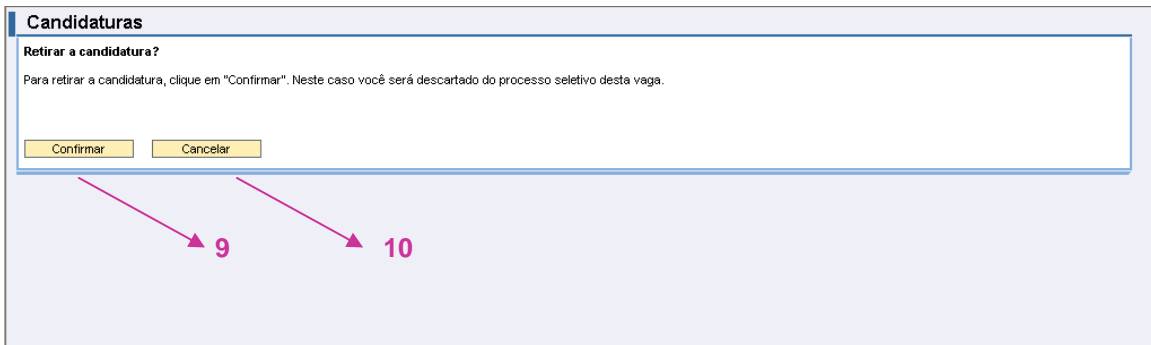 Candidaturas
Retirar a candidatura?
Para retirar a candidatura, clique em "Confirmar". Neste caso você será descartado do processo seletivo desta vaga.
Confirmar Cancelar
9 10